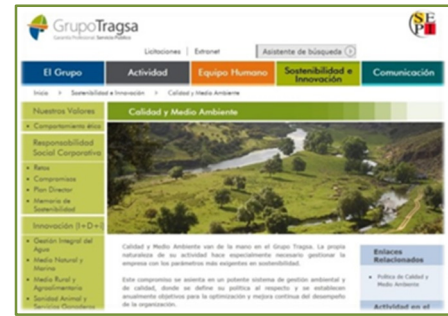 GrupoTragsa
SEPI
Licitaciones | Extranet
Asistente de búsqueda
El Grupo
Actividad
Equipo Humano
Sostenibilidad e
Innovación
Comunicación
Inicio > Sostenibilidad e Innovación > Calidad y Medio Ambiente
Nuestros Valores
• Comportamiento ético
Responsabilidad
Social Corporativa
• Retos
• Compromisos
• Plan Director
• Memoria de
Sostenibilidad
Innovación (I+D+i)
• Gestión Integral del
Agua
• Medio Natural y
Marino
• Medio Rural y
Agroalimentario
• Sanidad Animal y
Servicios Ganaderos
Calidad y Medio Ambiente
Calidad y Medio Ambiente van de la mano en el Grupo Tragsa. La propia
naturaleza de su actividad hace especialmente necesario gestionar la
empresa con los parámetros más exigentes en sostenibilidad.
Este compromiso se asienta en un potente sistema de gestión ambiental y
de calidad, donde se define su política al respecto y se establecen
anualmente objetivos para la optimización y mejora continua del desempeño
de la organización.
Enlaces
Relacionados
• Política de Calidad y
Medio Ambiente
Actividad en el